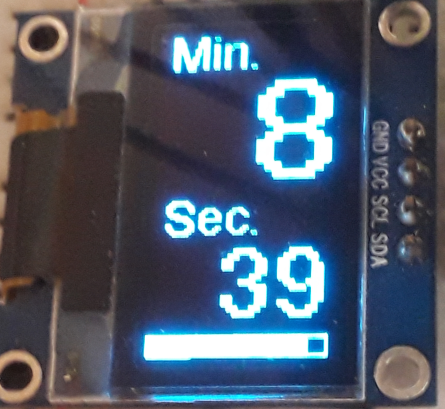 Min.
8
Sec.
39
GND VCC SCL SDA